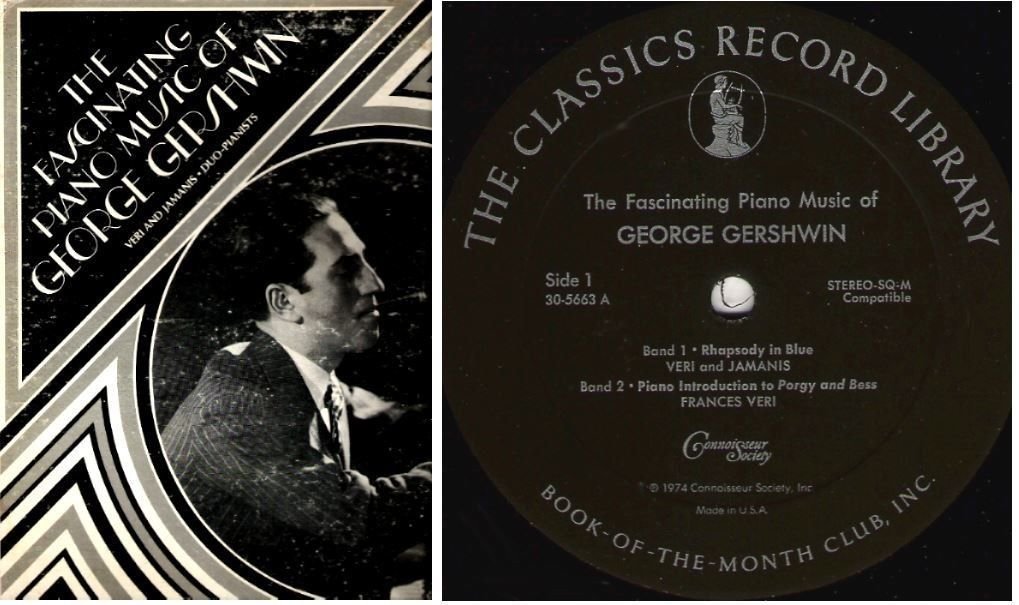 THE
FASCINATING
PIANO MUSIC OF
GEORGE GERSHWIN
VERI AND JAMANIS • DUO-PIANISTS
THE CLASSICS RECORD LIBRARY
The Fascinating Piano Music of
GEORGE GERSHWIN
Side 1
30-5663 A
STEREO-SQ-M
Compatible
Band 1 • Rhapsody in Blue
VERI and JAMANIS
Band 2 • Piano Introduction to Porgy and Bess
FRANCES VERI
Connoisseur
Society
℗ 1974 Connoisseur Society, Inc
Made in U.S.A.
BOOK-OF-THE-MONTH CLUB, INC.